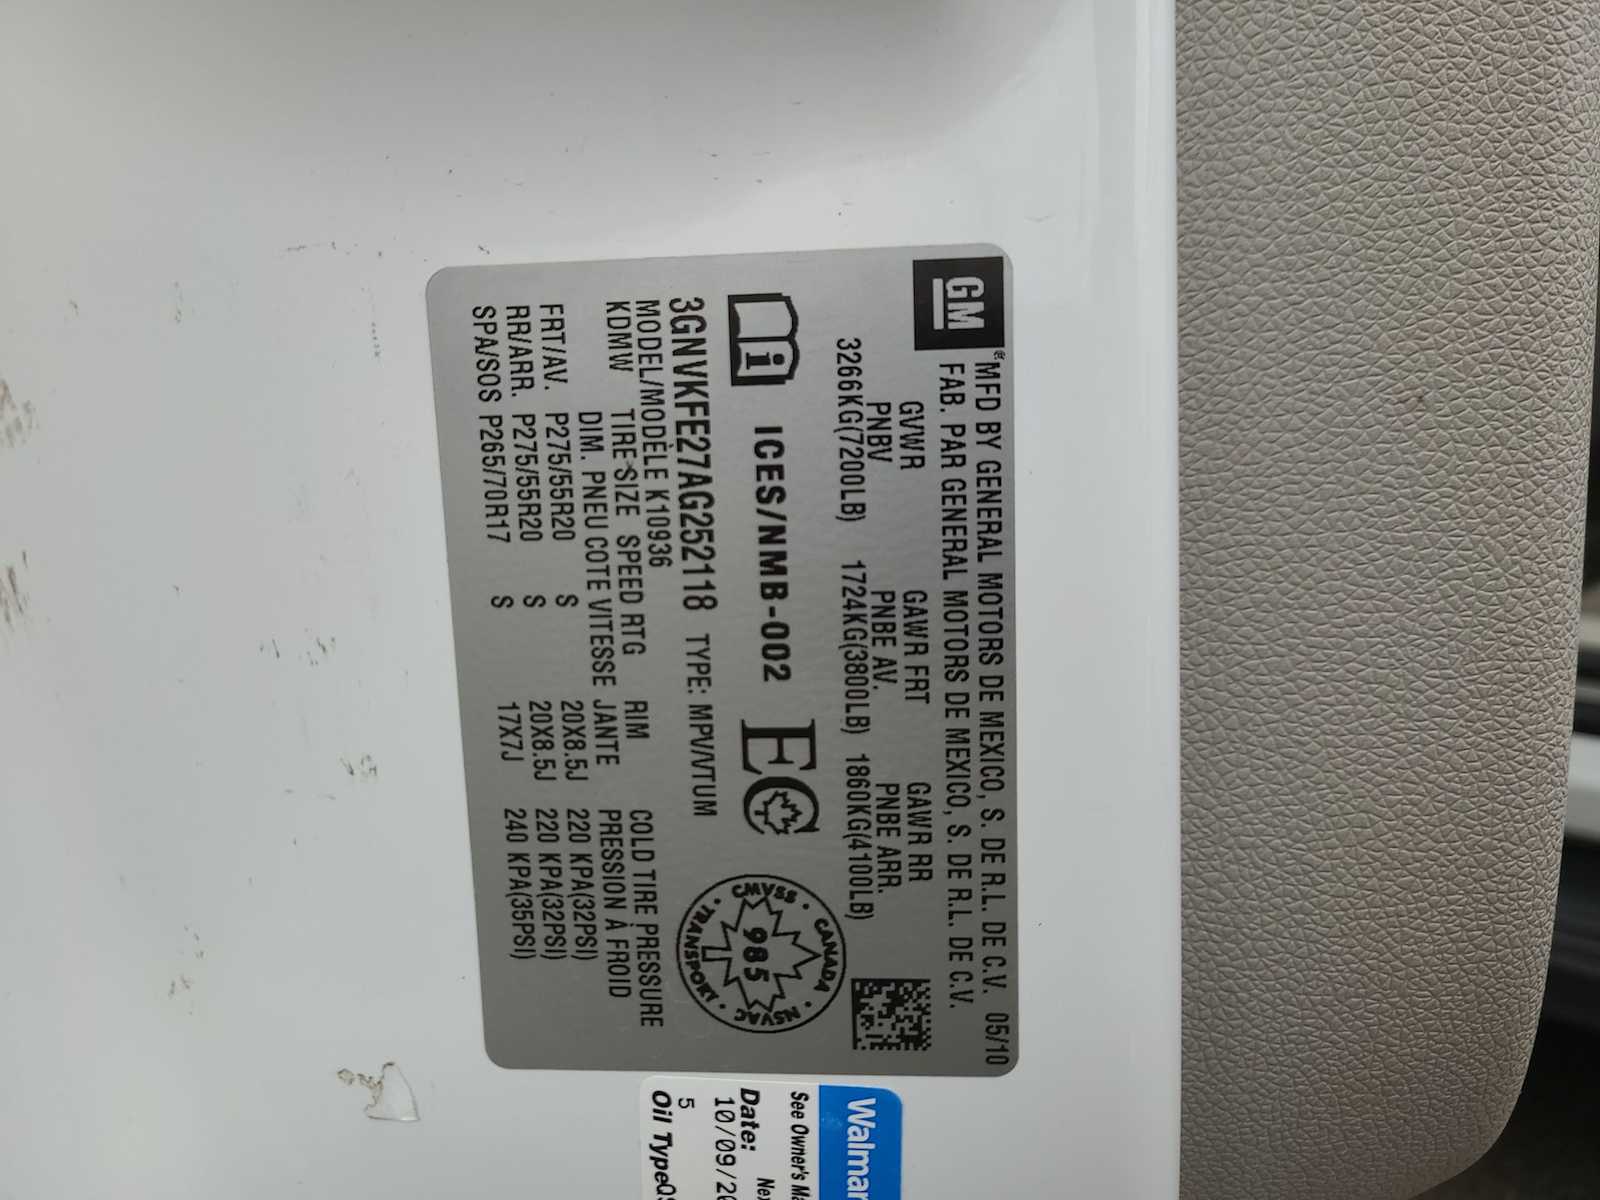 GM
MFD BY GENERAL MOTORS DE MEXICO, S. DE R.L. DE C.V. 05/10
FAB. PAR GENERAL MOTORS DE MEXICO, S. DE R.L. DE C.V.
GVWR GAWR FRT GAWR RR
PNBV PNBE AV. PNBE ARR.
3266KG(7200LB) 1724KG(3800LB) 1860KG(4100LB)
i ICES/NMB-002 EC
CANADA · NSVAC · TRANSPORT · CMVSS ·
985
3GNVKFE27AG252118 TYPE: MPV/VTUM
MODEL/MODÈLE K10936
KDMW TIRE SIZE SPEED RTG RIM COLD TIRE PRESSURE
DIM. PNEU COTE VITESSE JANTE PRESSION À FROID
FRT/AV. P275/55R20 S 20X8.5J 220 KPA(32PSI)
RR/ARR. P275/55R20 S 20X8.5J 220 KPA(32PSI)
SPA/SOS P265/70R17 S 17X7J 240 KPA(35PSI)
See Owner's
Date:
10/09/
5
Oil Type